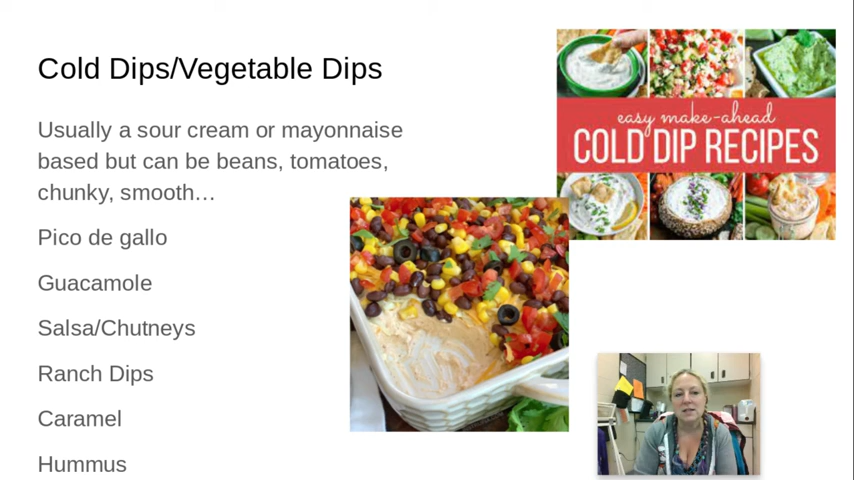 Cold Dips/Vegetable Dips
Usually a sour cream or mayonnaise
based but can be beans, tomatoes,
chunky, smooth…
Pico de gallo
Guacamole
Salsa/Chutneys
Ranch Dips
Caramel
Hummus
easy make-ahead
COLD DIP RECIPES